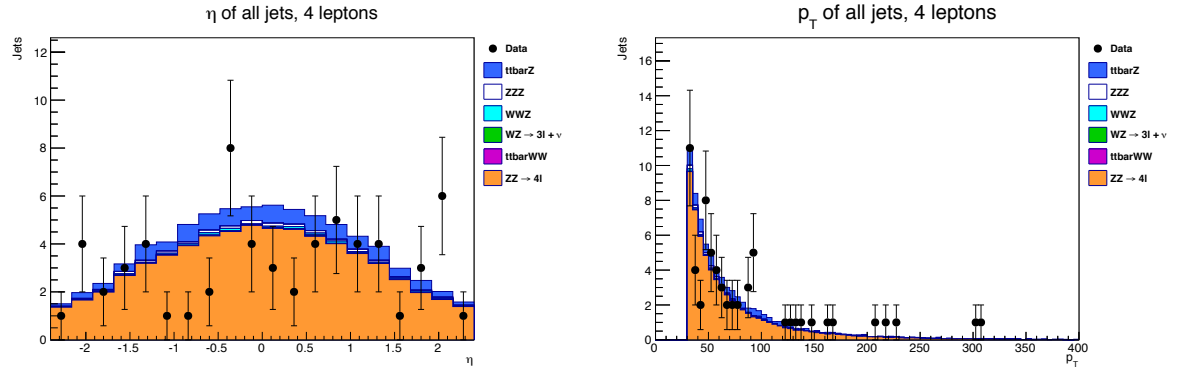 η of all jets, 4 leptons
Jets
12
10
8
6
4
2
0
-2 -1.5 -1 -0.5 0 0.5 1 1.5 2
η
Data
ttbarZ
ZZZ
WWZ
WZ → 3l + ν
ttbarWW
ZZ → 4l
p_T of all jets, 4 leptons
Jets
16
14
12
10
8
6
4
2
0
0 50 100 150 200 250 300 350 400
p_T
Data
ttbarZ
ZZZ
WWZ
WZ → 3l + ν
ttbarWW
ZZ → 4l